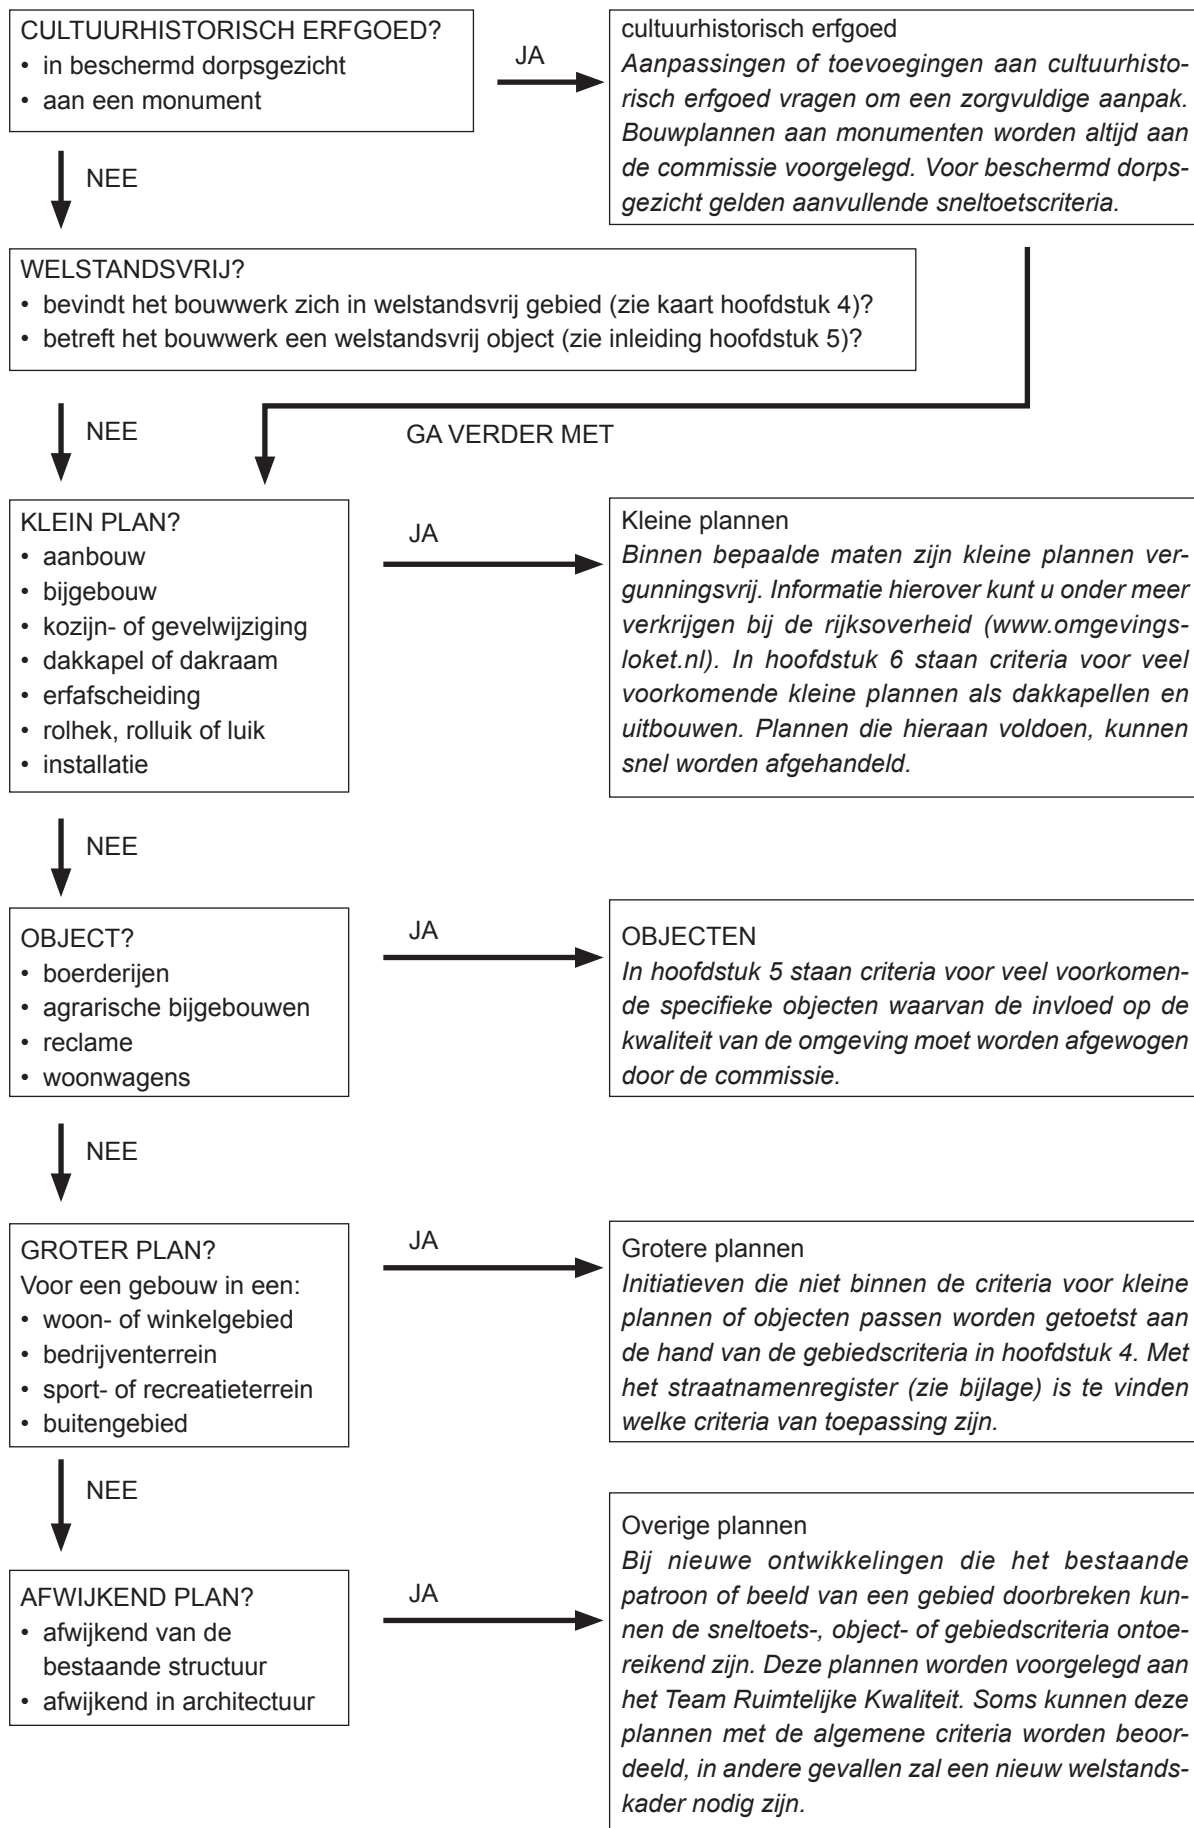 CULTUURHISTORISCH ERFGOED?
• in beschermd dorpsgezicht
• aan een monument
JA
cultuurhistorisch erfgoed
Aanpassingen of toevoegingen aan cultuurhisto-
risch erfgoed vragen om een zorgvuldige aanpak.
Bouwplannen aan monumenten worden altijd aan
de commissie voorgelegd. Voor beschermd dorps-
gezicht gelden aanvullende sneltoetscriteria.
NEE
WELSTANDSVRIJ?
• bevindt het bouwwerk zich in welstandsvrij gebied (zie kaart hoofdstuk 4)?
• betreft het bouwwerk een welstandsvrij object (zie inleiding hoofdstuk 5)?
NEE
GA VERDER MET
KLEIN PLAN?
• aanbouw
• bijgebouw
• kozijn- of gevelwijziging
• dakkapel of dakraam
• erfafscheiding
• rolhek, rolluik of luik
• installatie
JA
Kleine plannen
Binnen bepaalde maten zijn kleine plannen ver-
gunningsvrij. Informatie hierover kunt u onder meer
verkrijgen bij de rijksoverheid (www.omgevings-
loket.nl). In hoofdstuk 6 staan criteria voor veel
voorkomende kleine plannen als dakkapellen en
uitbouwen. Plannen die hieraan voldoen, kunnen
snel worden afgehandeld.
NEE
OBJECT?
• boerderijen
• agrarische bijgebouwen
• reclame
• woonwagens
JA
OBJECTEN
In hoofdstuk 5 staan criteria voor veel voorkomen-
de specifieke objecten waarvan de invloed op de
kwaliteit van de omgeving moet worden afgewogen
door de commissie.
NEE
GROTER PLAN?
Voor een gebouw in een:
• woon- of winkelgebied
• bedrijventerrein
• sport- of recreatieterrein
• buitengebied
JA
Grotere plannen
Initiatieven die niet binnen de criteria voor kleine
plannen of objecten passen worden getoetst aan
de hand van de gebiedscriteria in hoofdstuk 4. Met
het straatnamenregister (zie bijlage) is te vinden
welke criteria van toepassing zijn.
NEE
AFWIJKEND PLAN?
• afwijkend van de
bestaande structuur
• afwijkend in architectuur
JA
Overige plannen
Bij nieuwe ontwikkelingen die het bestaande
patroon of beeld van een gebied doorbreken kun-
nen de sneltoets-, object- of gebiedscriteria ontoe-
reikend zijn. Deze plannen worden voorgelegd aan
het Team Ruimtelijke Kwaliteit. Soms kunnen deze
plannen met de algemene criteria worden beoor-
deeld, in andere gevallen zal een nieuw welstands-
kader nodig zijn.